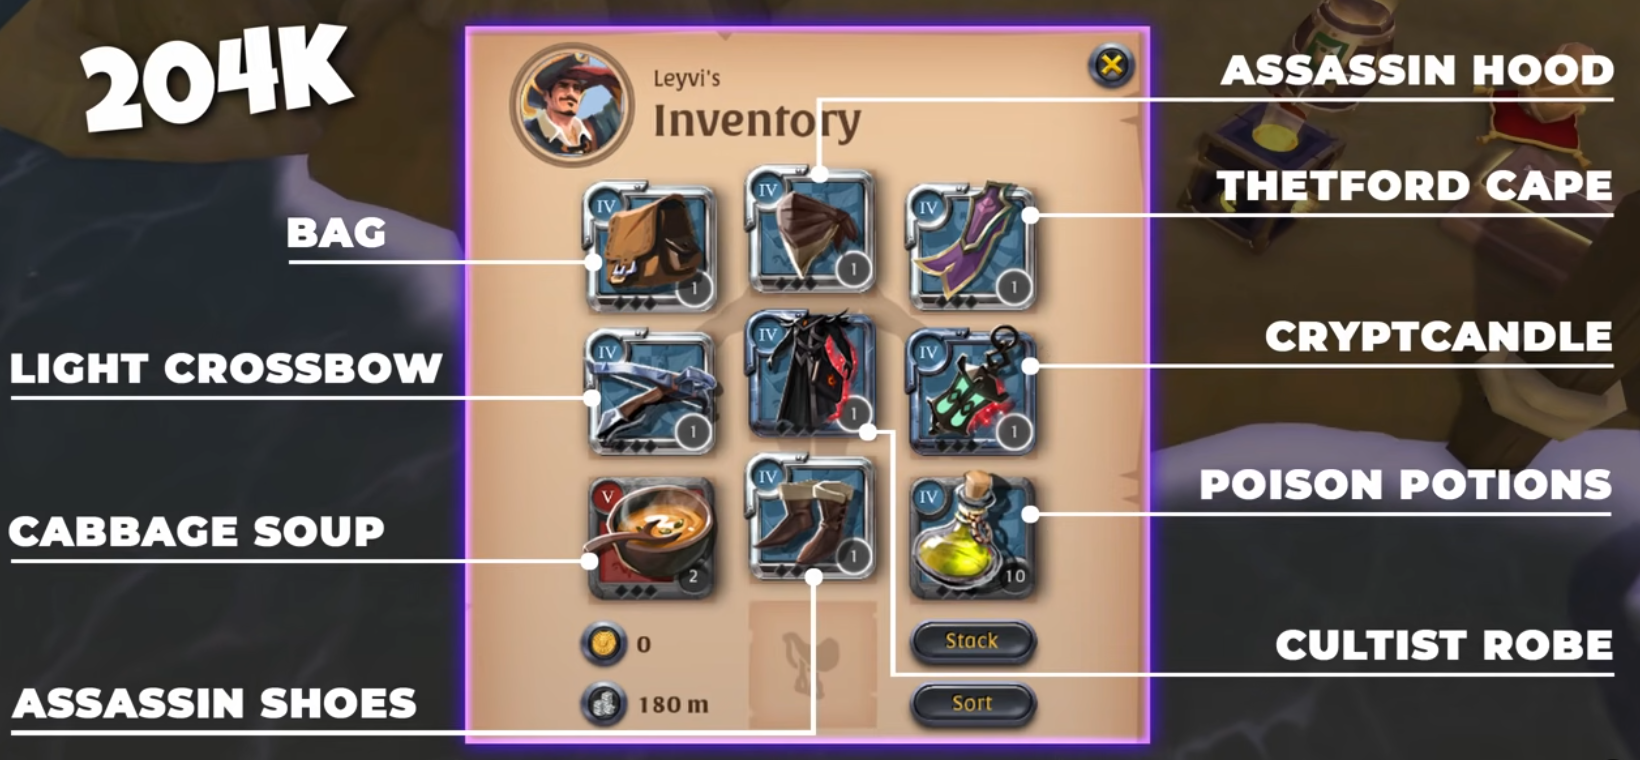 204K
Leyvi's
Inventory
ASSASSIN HOOD
THETFORD CAPE
BAG
IV
1
IV
1
IV
1
LIGHT CROSSBOW
CRYPTCANDLE
IV
1
IV
1
IV
1
CABBAGE SOUP
POISON POTIONS
V
2
IV
1
IV
10
CULTIST ROBE
0
Stack
ASSASSIN SHOES
180 m
Sort